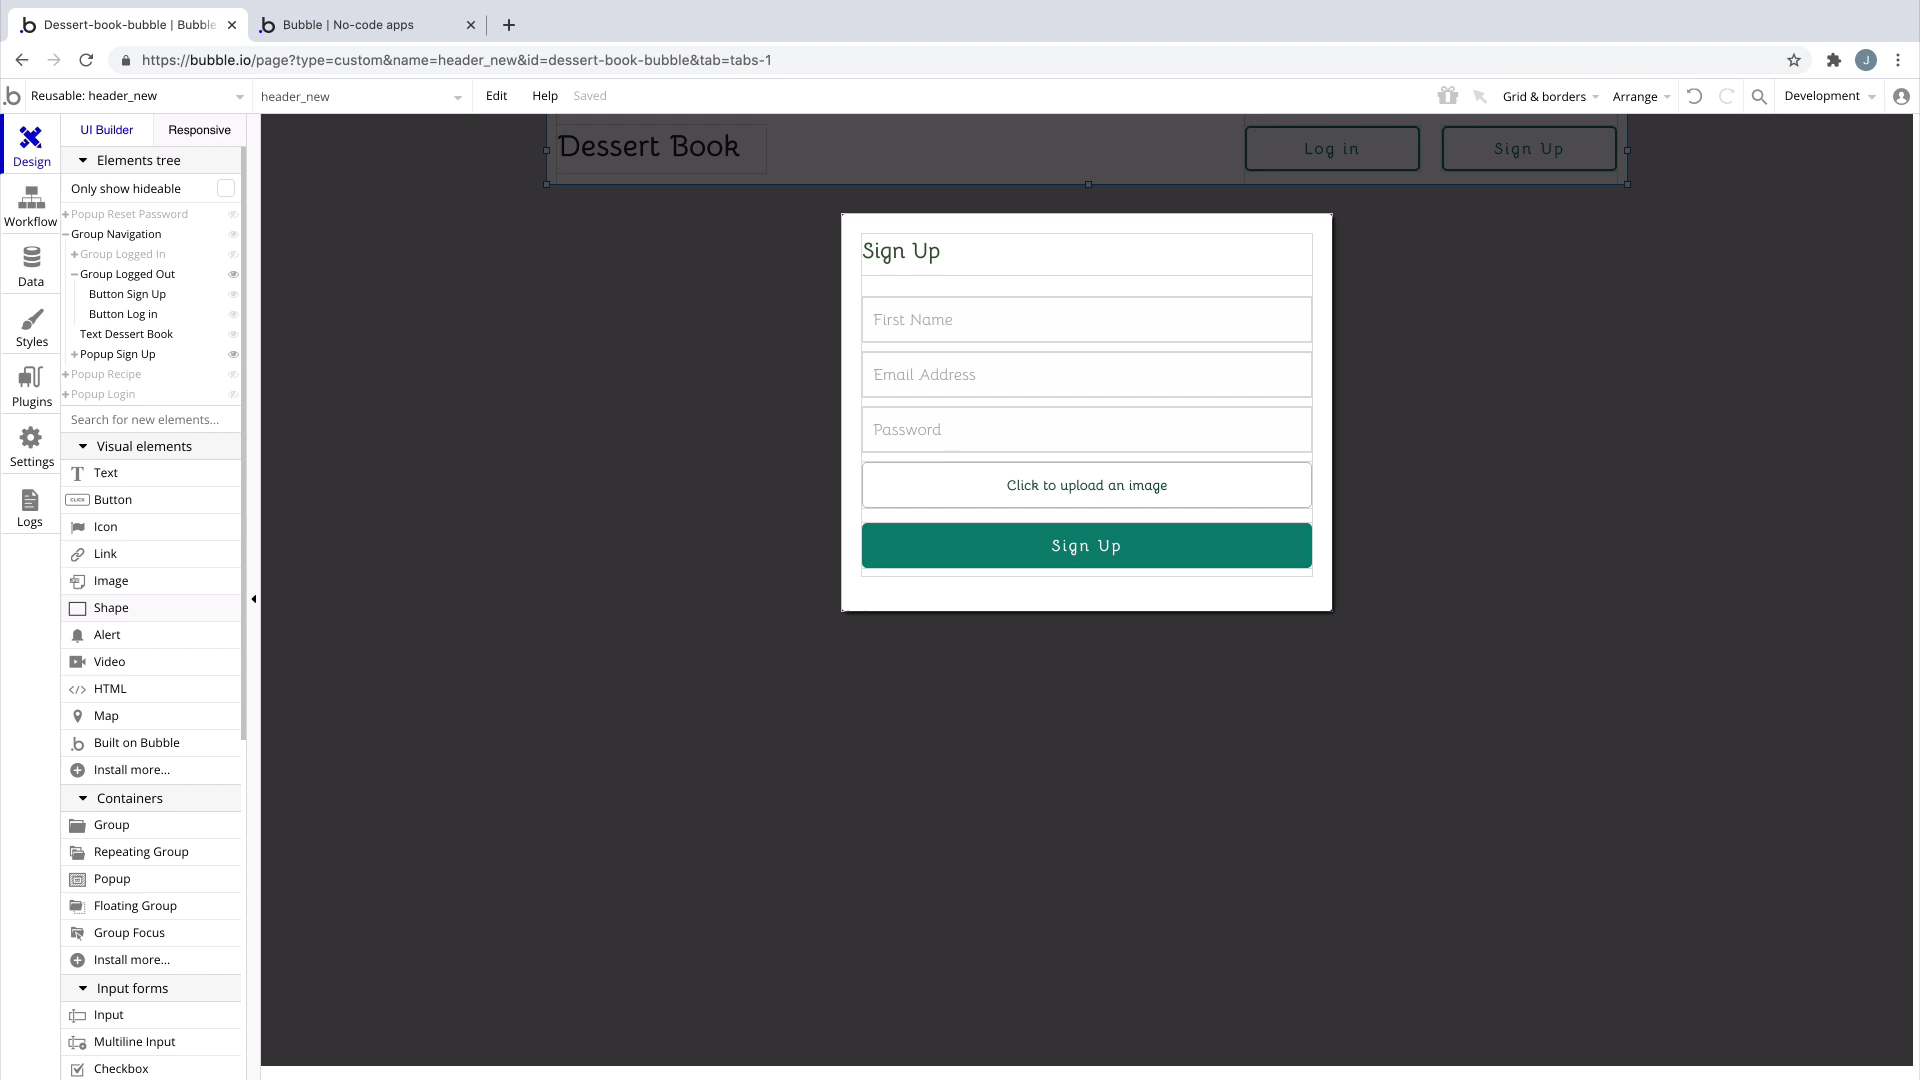 Dessert-book-bubble | Bubble
Bubble | No-code apps
https://bubble.io/page?type=custom&name=header_new&id=dessert-book-bubble&tab=tabs-1
J
Reusable: header_new
header_new
Edit
Help
Saved
Grid & borders
Arrange
Development
Design
Workflow
Data
Styles
Plugins
Settings
Logs
UI Builder
Responsive
Elements tree
Only show hideable
Popup Reset Password
Group Navigation
Group Logged In
Group Logged Out
Button Sign Up
Button Log in
Text Dessert Book
Popup Sign Up
Popup Recipe
Popup Login
Search for new elements...
Visual elements
Text
CLICK Button
Icon
Link
Image
Shape
Alert
Video
HTML
Map
Built on Bubble
Install more...
Containers
Group
Repeating Group
Popup
Floating Group
Group Focus
Install more...
Input forms
Input
Multiline Input
Checkbox
Dessert Book
Log in
Sign Up
Sign Up
First Name
Email Address
Password
Click to upload an image
Sign Up